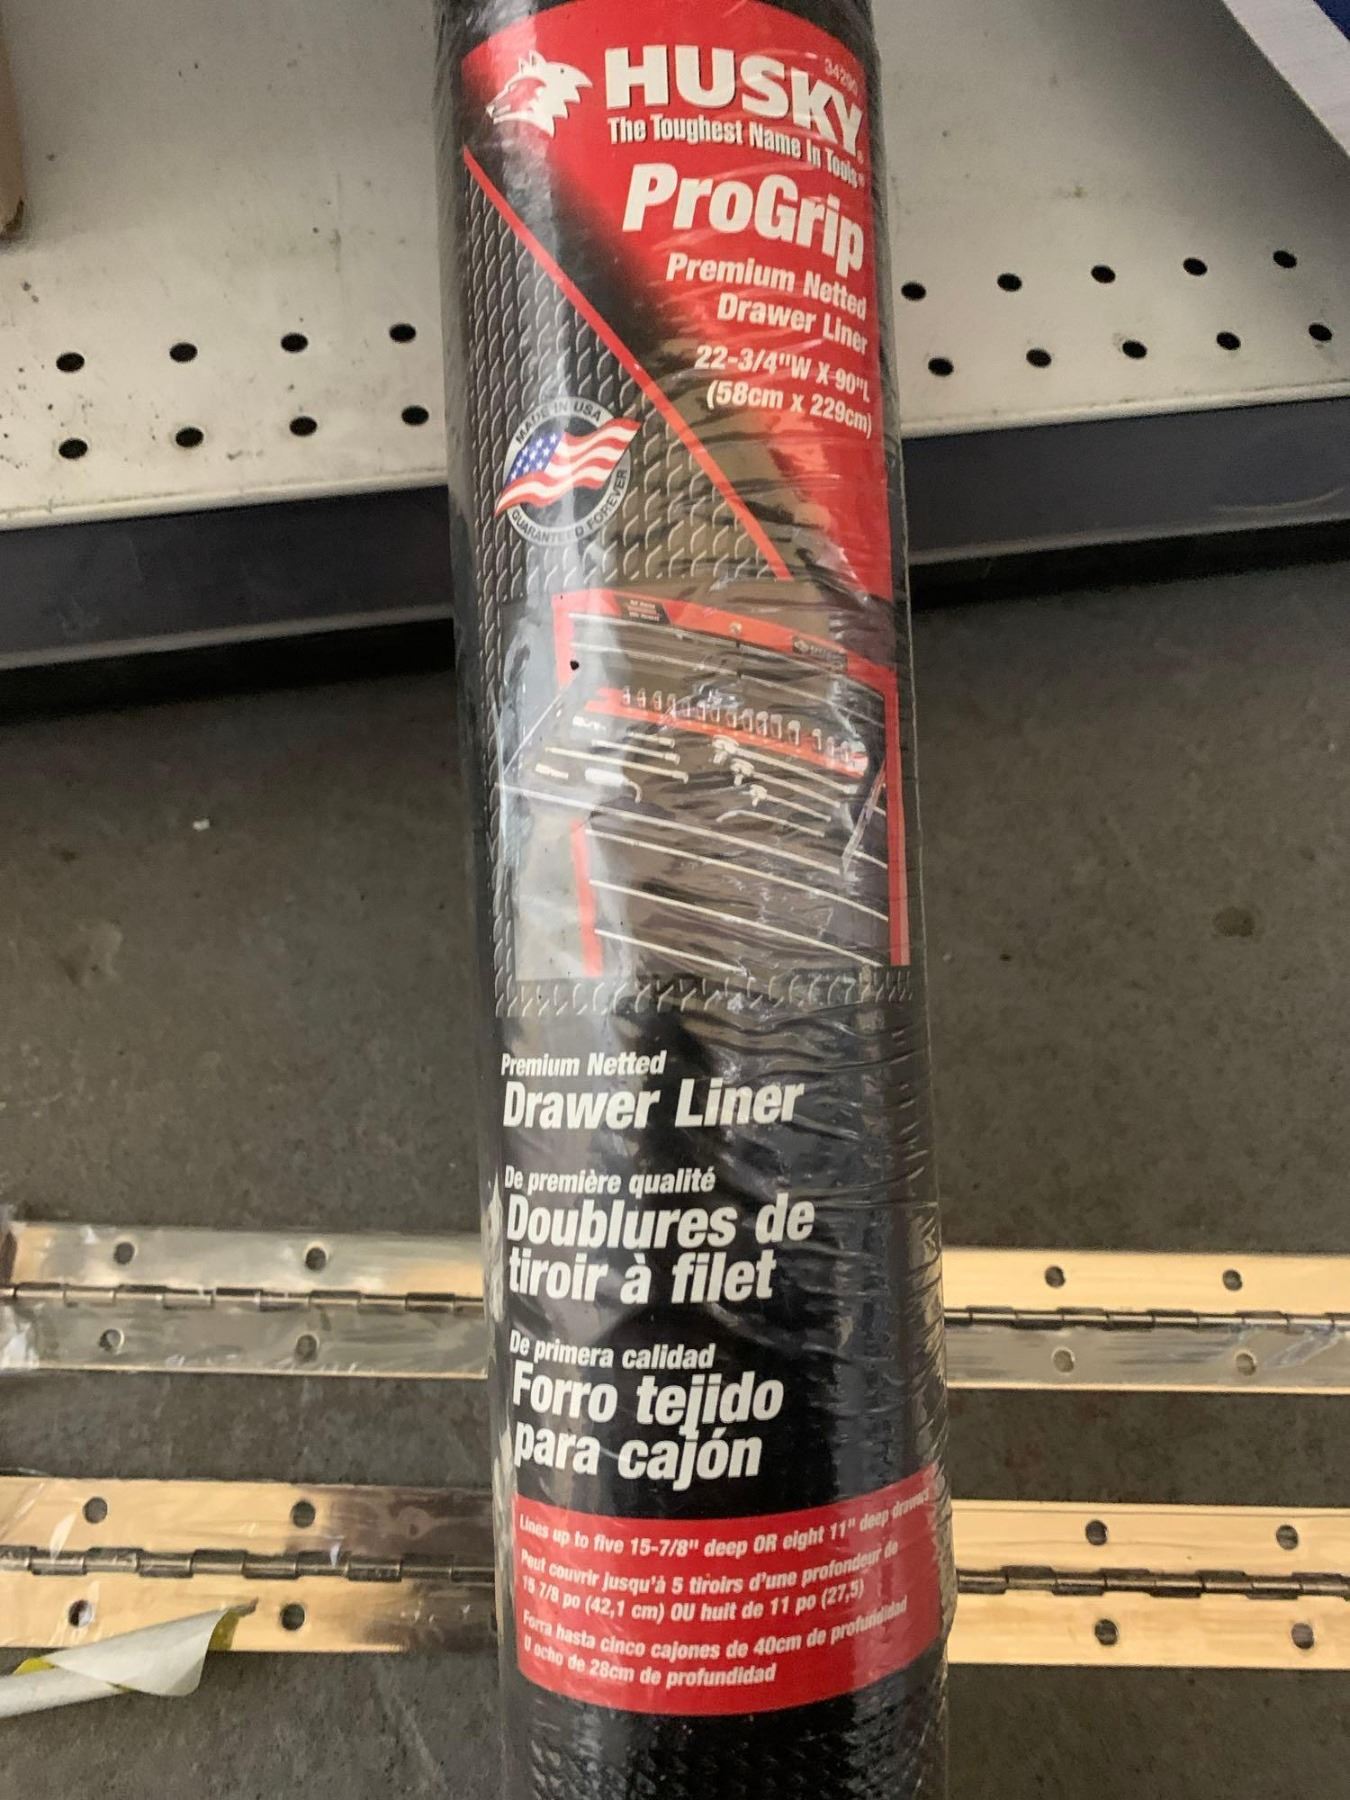 HUSKY
The Toughest Name In Tools
ProGrip
Premium Netted
Drawer Liner
22-3/4"W X 90"L
(58cm x 229cm)
MADE IN USA
GUARANTEED FOREVER
Premium Netted
Drawer Liner
De première qualité
Doublures de
tiroir à filet
De primera calidad
Forro tejido
para cajón
Lines up to five 15-7/8" deep OR eight 11" deep drawers
Peut couvrir jusqu'à 5 tiroirs d'une profondeur de
15 7/8 po (42,1 cm) OU huit de 11 po (27,5)
Forra hasta cinco cajones de 40cm de profundidad
U ocho de 28cm de profundidad